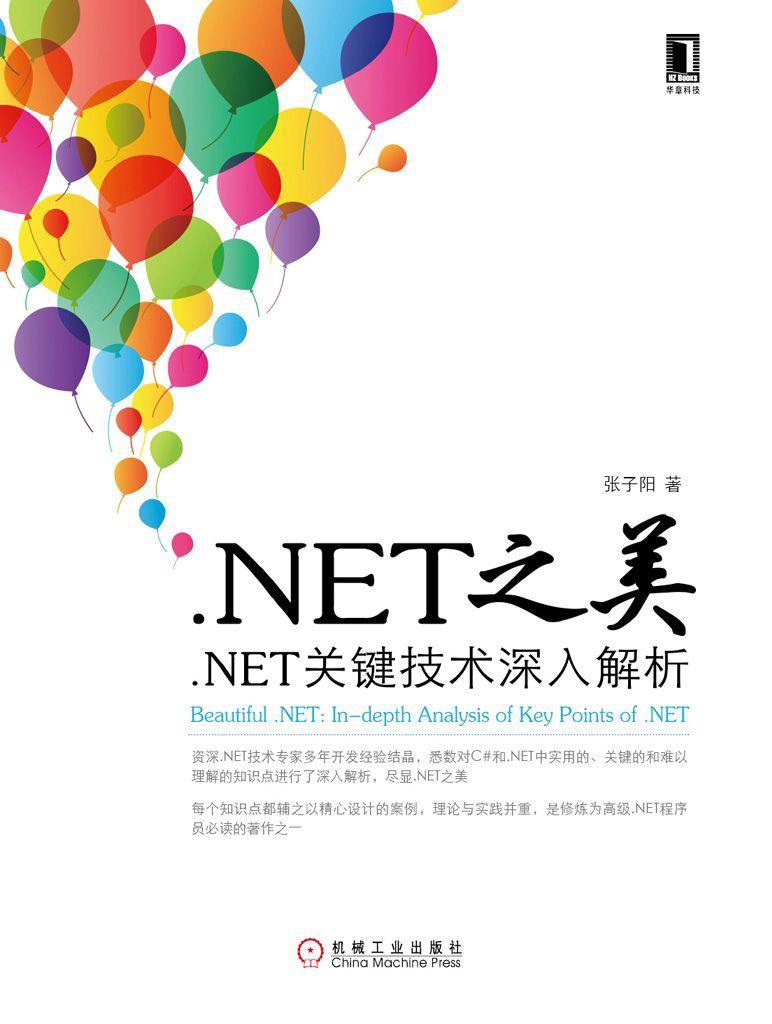 HZ Books
华章科技
张子阳 著
.NET之美
.NET关键技术深入解析
Beautiful .NET: In-depth Analysis of Key Points of .NET
资深.NET技术专家多年开发经验结晶，悉数对C#和.NET中实用的、关键的和难以
理解的知识点进行了深入解析，尽显.NET之美
每个知识点都辅之以精心设计的案例，理论与实践并重，是修炼为高级.NET程序
员必读的著作之一
机械工业出版社
China Machine Press